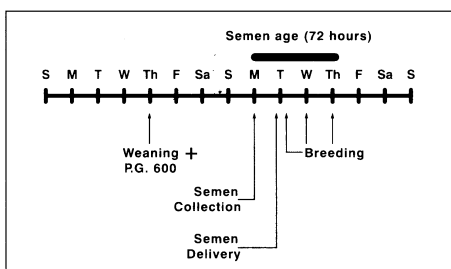 Semen age (72 hours)
S M T W Th F Sa S M T W Th F Sa S
Weaning +
P.G. 600
Breeding
Semen
Collection
Semen
Delivery